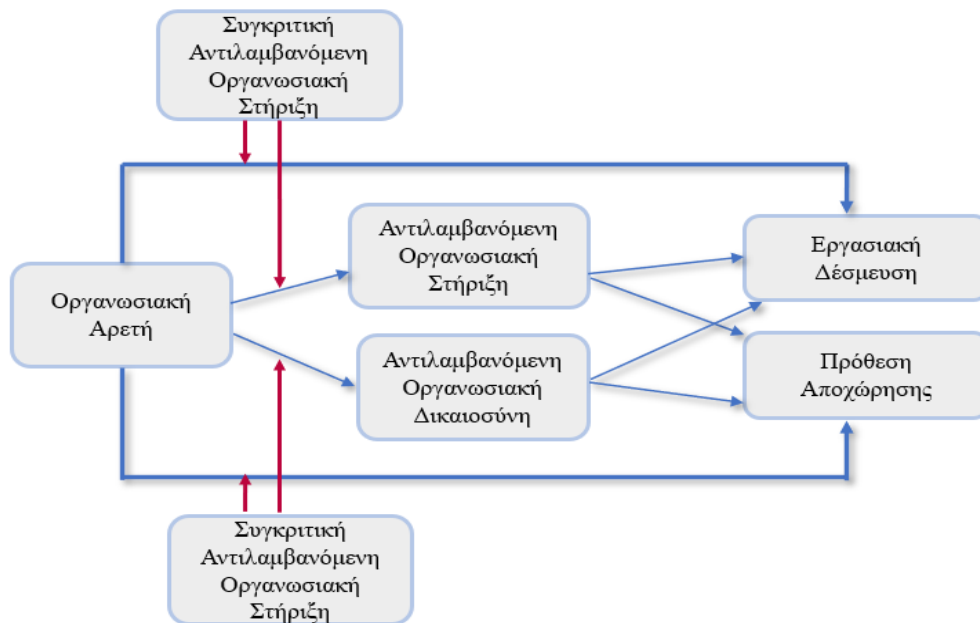 Συγκριτική
Αντιλαμβανόμενη
Οργανωσιακή
Στήριξη
Αντιλαμβανόμενη
Οργανωσιακή
Στήριξη
Εργασιακή
Δέσμευση
Οργανωσιακή
Αρετή
Αντιλαμβανόμενη
Οργανωσιακή
Δικαιοσύνη
Πρόθεση
Αποχώρησης
Συγκριτική
Αντιλαμβανόμενη
Οργανωσιακή
Στήριξη